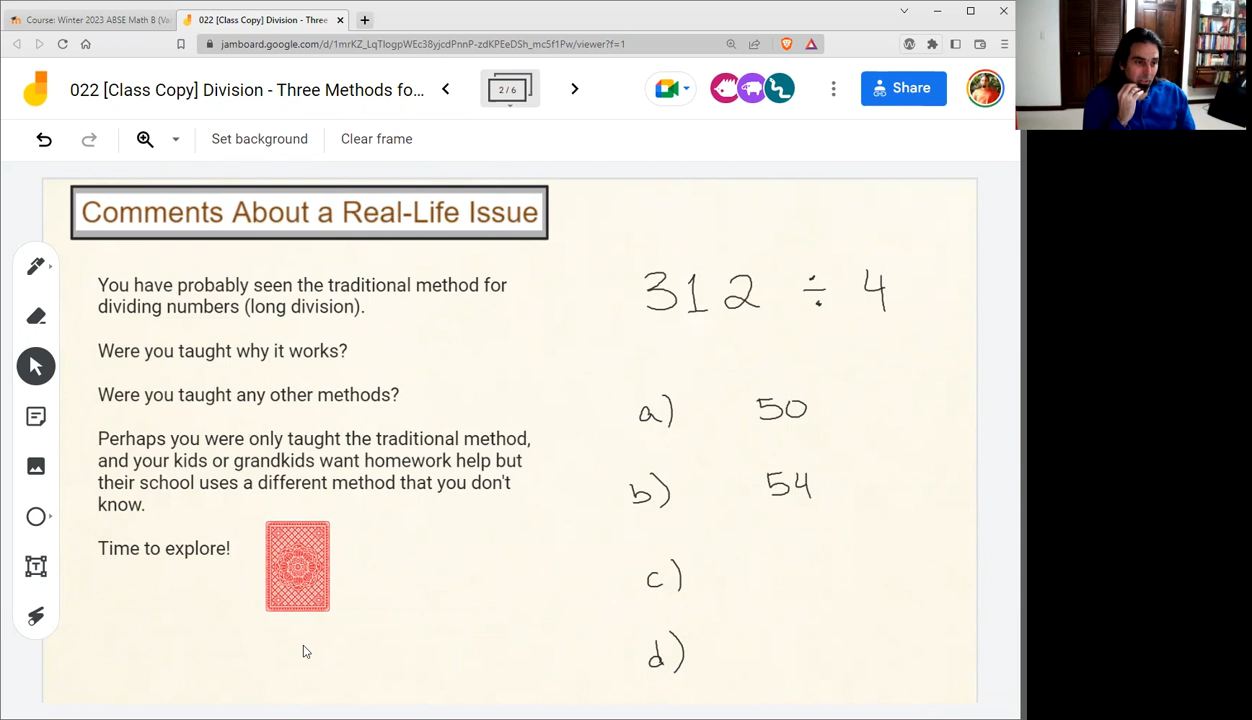 Course: Winter 2023 ABSE Math B (Va
022 [Class Copy] Division - Three
jamboard.google.com/d/1mrKZ_LqTlogpWEc38yjcdPnnP-zdKPEeDSh_mc5f1Pw/viewer?f=1
022 [Class Copy] Division - Three Methods fo...
2/6
Share
Set background
Clear frame
Comments About a Real-Life Issue
You have probably seen the traditional method for
dividing numbers (long division).
Were you taught why it works?
Were you taught any other methods?
Perhaps you were only taught the traditional method,
and your kids or grandkids want homework help but
their school uses a different method that you don't
know.
Time to explore!
312 ÷ 4
a) 50
b) 54
c)
d)